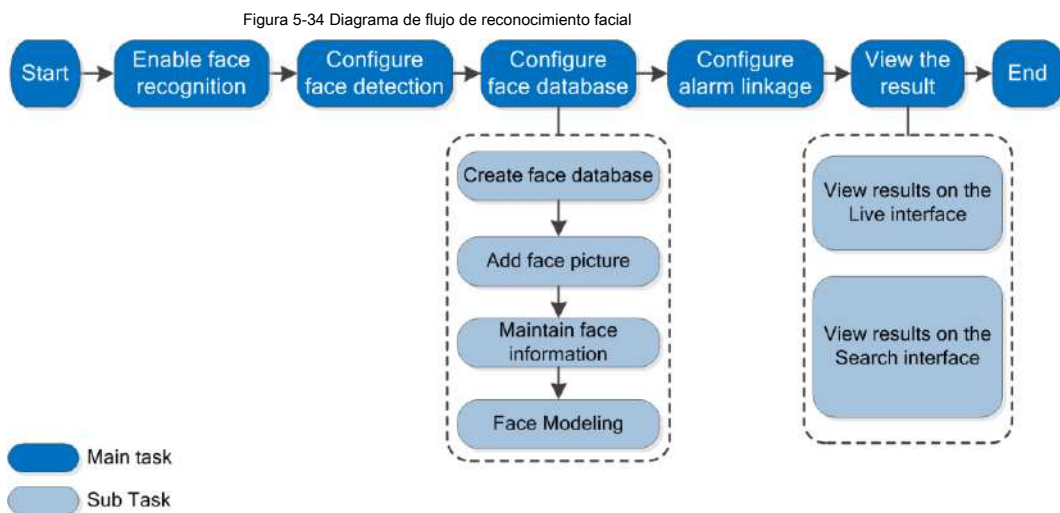 Figura 5-34 Diagrama de flujo de reconocimiento facial
Start
Enable face
recognition
Configure
face detection
Configure
face database
Configure
alarm linkage
View the
result
End
Create face database
Add face picture
Maintain face
information
Face Modeling
View results on the
Live interface
View results on the
Search interface
Main task
Sub Task